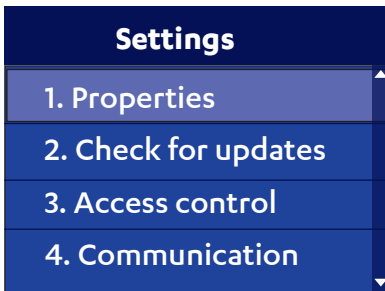 Settings
1. Properties
2. Check for updates
3. Access control
4. Communication